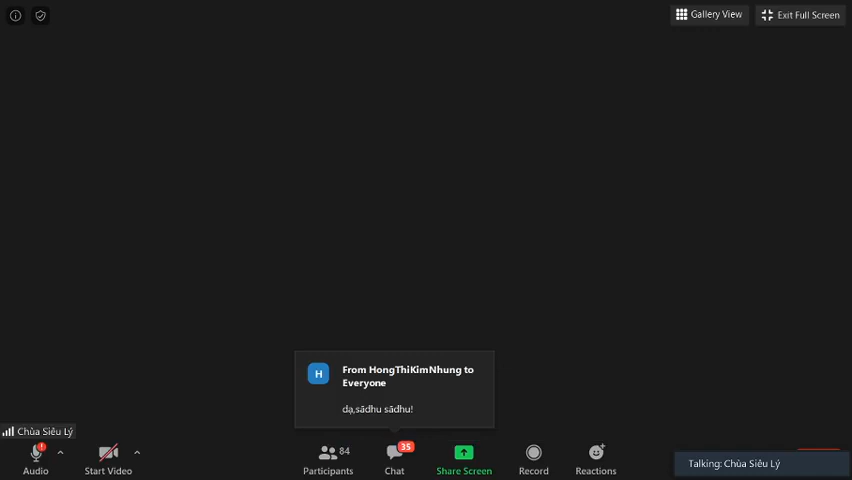 Gallery View
Exit Full Screen
H
From HongThiKimNhung to
Everyone
dạ,sādhu sādhu!
Chùa Siêu Lý
84
35
Audio
Start Video
Participants
Chat
Share Screen
Record
Reactions
Talking: Chùa Siêu Lý